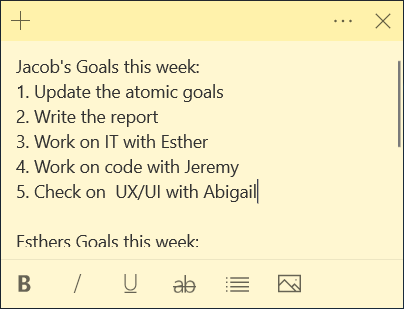 Jacob's Goals this week:
1. Update the atomic goals
2. Write the report
3. Work on IT with Esther
4. Work on code with Jeremy
5. Check on  UX/UI with Abigail
Esthers Goals this week:
B / U ab